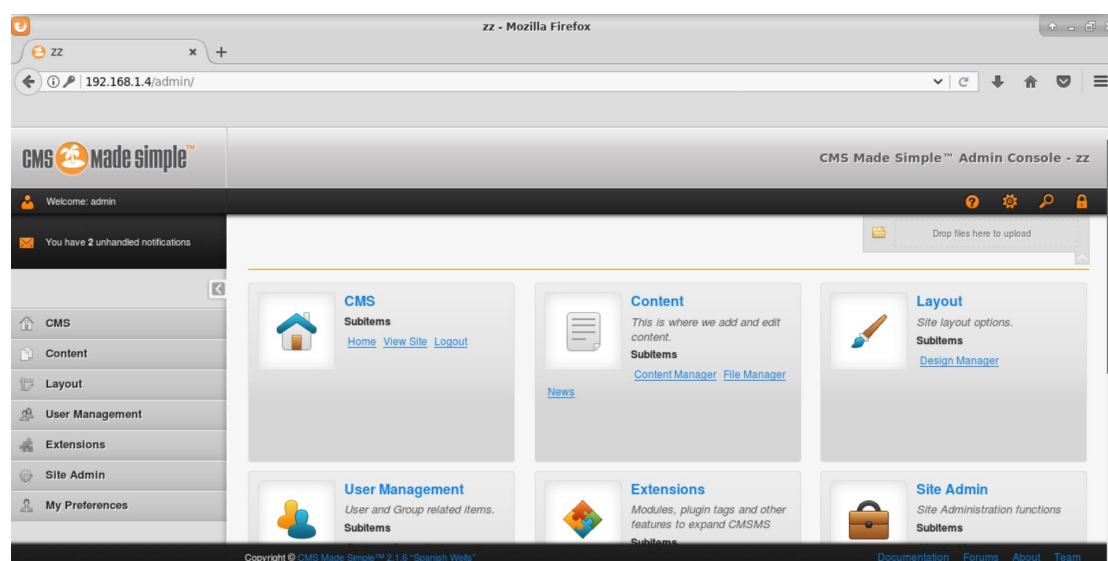 zz - Mozilla Firefox
zz
192.168.1.4/admin/
CMS made simple™
CMS Made Simple™ Admin Console - zz
Welcome: admin
You have 2 unhandled notifications
Drop files here to upload
CMS
Content
Layout
User Management
Extensions
Site Admin
My Preferences
CMS
Subitems
Home View Site Logout
Content
This is where we add and edit
content.
Subitems
Content Manager File Manager
News
Layout
Site layout options.
Subitems
Design Manager
User Management
User and Group related items.
Subitems
Extensions
Modules, plugin tags and other
features to expand CMSMS
Subitems
Site Admin
Site Administration functions
Subitems
Copyright © CMS Made Simple™ 2.1.6 "Spanish Wells"
Documentation Forums About Team